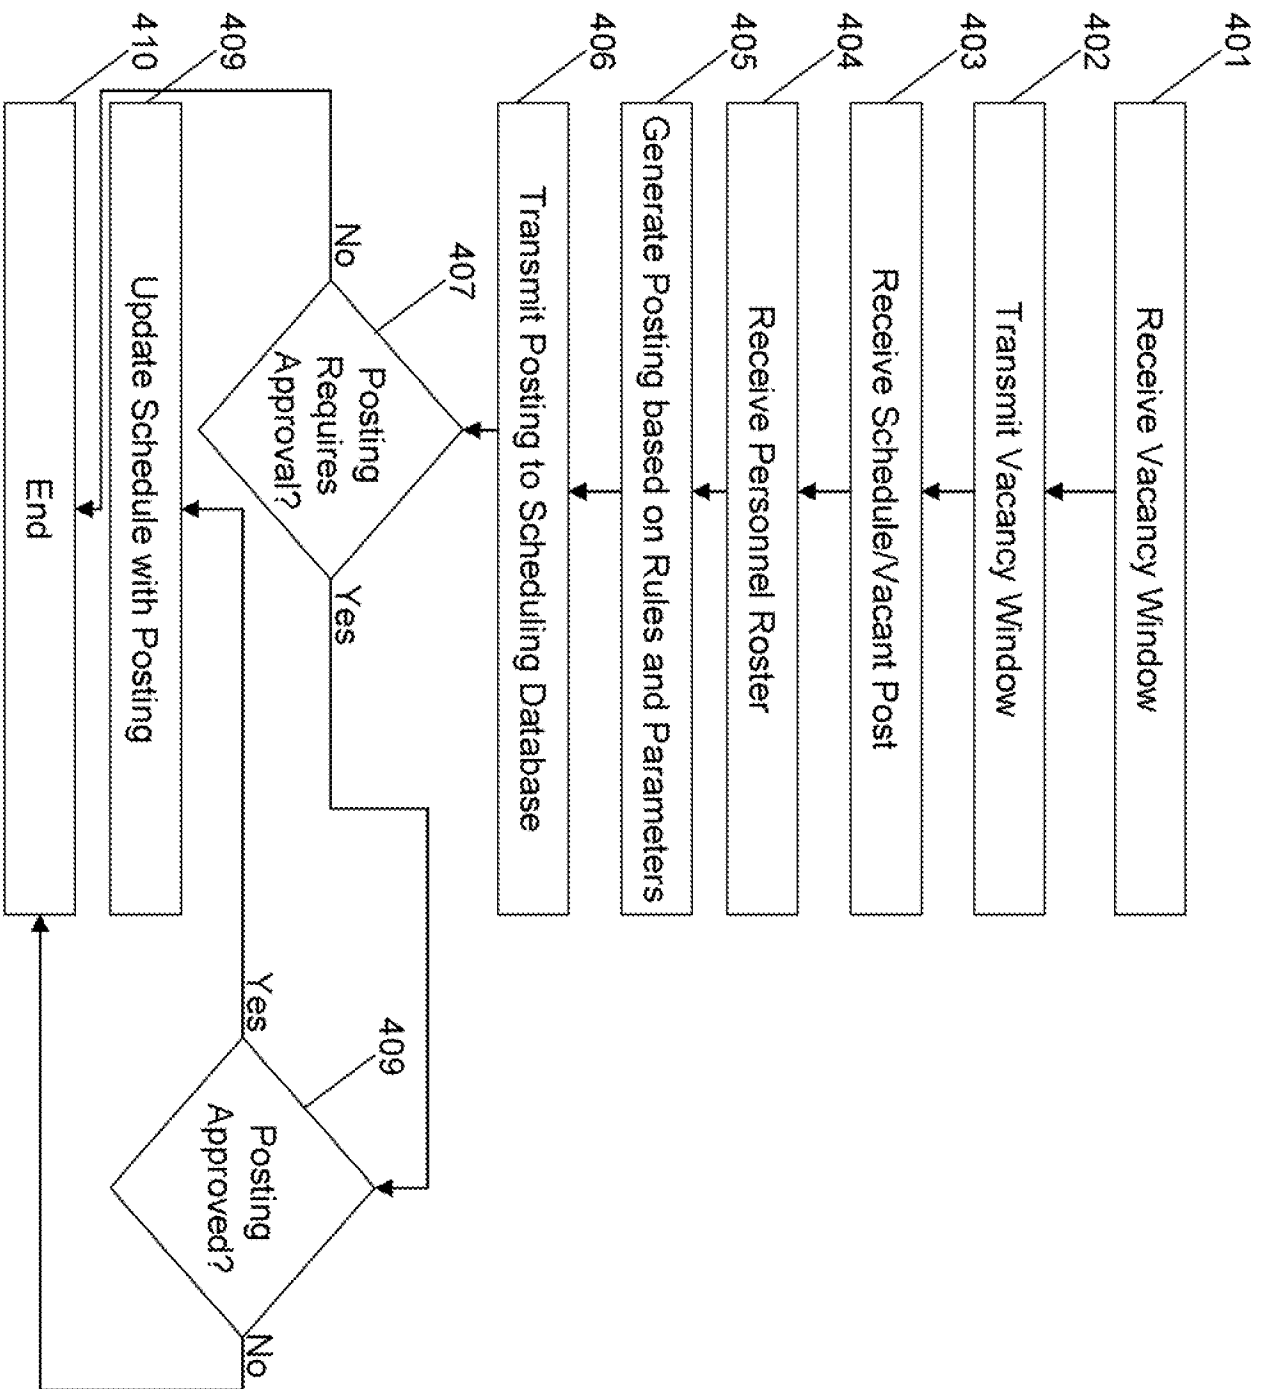 401
Receive Vacancy Window
402
Transmit Vacancy Window
403
Receive Schedule/Vacant Post
404
Receive Personnel Roster
405
Generate Posting based on Rules and Parameters
406
Transmit Posting to Scheduling Database
407
Posting
Requires
Approval?
No
Yes
409
Posting
Approved?
Yes
No
409
Update Schedule with Posting
410
End